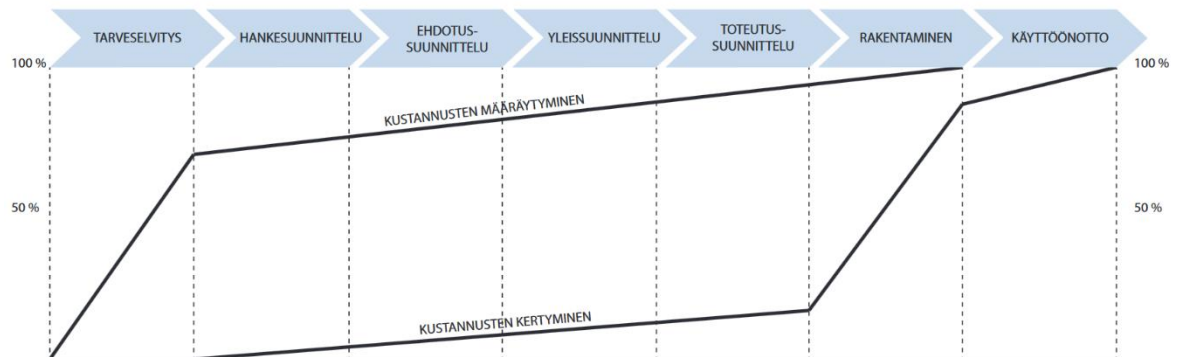 TARVESELVITYS
HANKESUUNNITTELU
EHDOTUS-
SUUNNITTELU
YLEISSUUNNITTELU
TOTEUTUS-
SUUNNITTELU
RAKENTAMINEN
KÄYTTÖÖNOTTO
100 %
100 %
KUSTANNUSTEN MÄÄRÄYTYMINEN
50 %
50 %
KUSTANNUSTEN KERTYMINEN